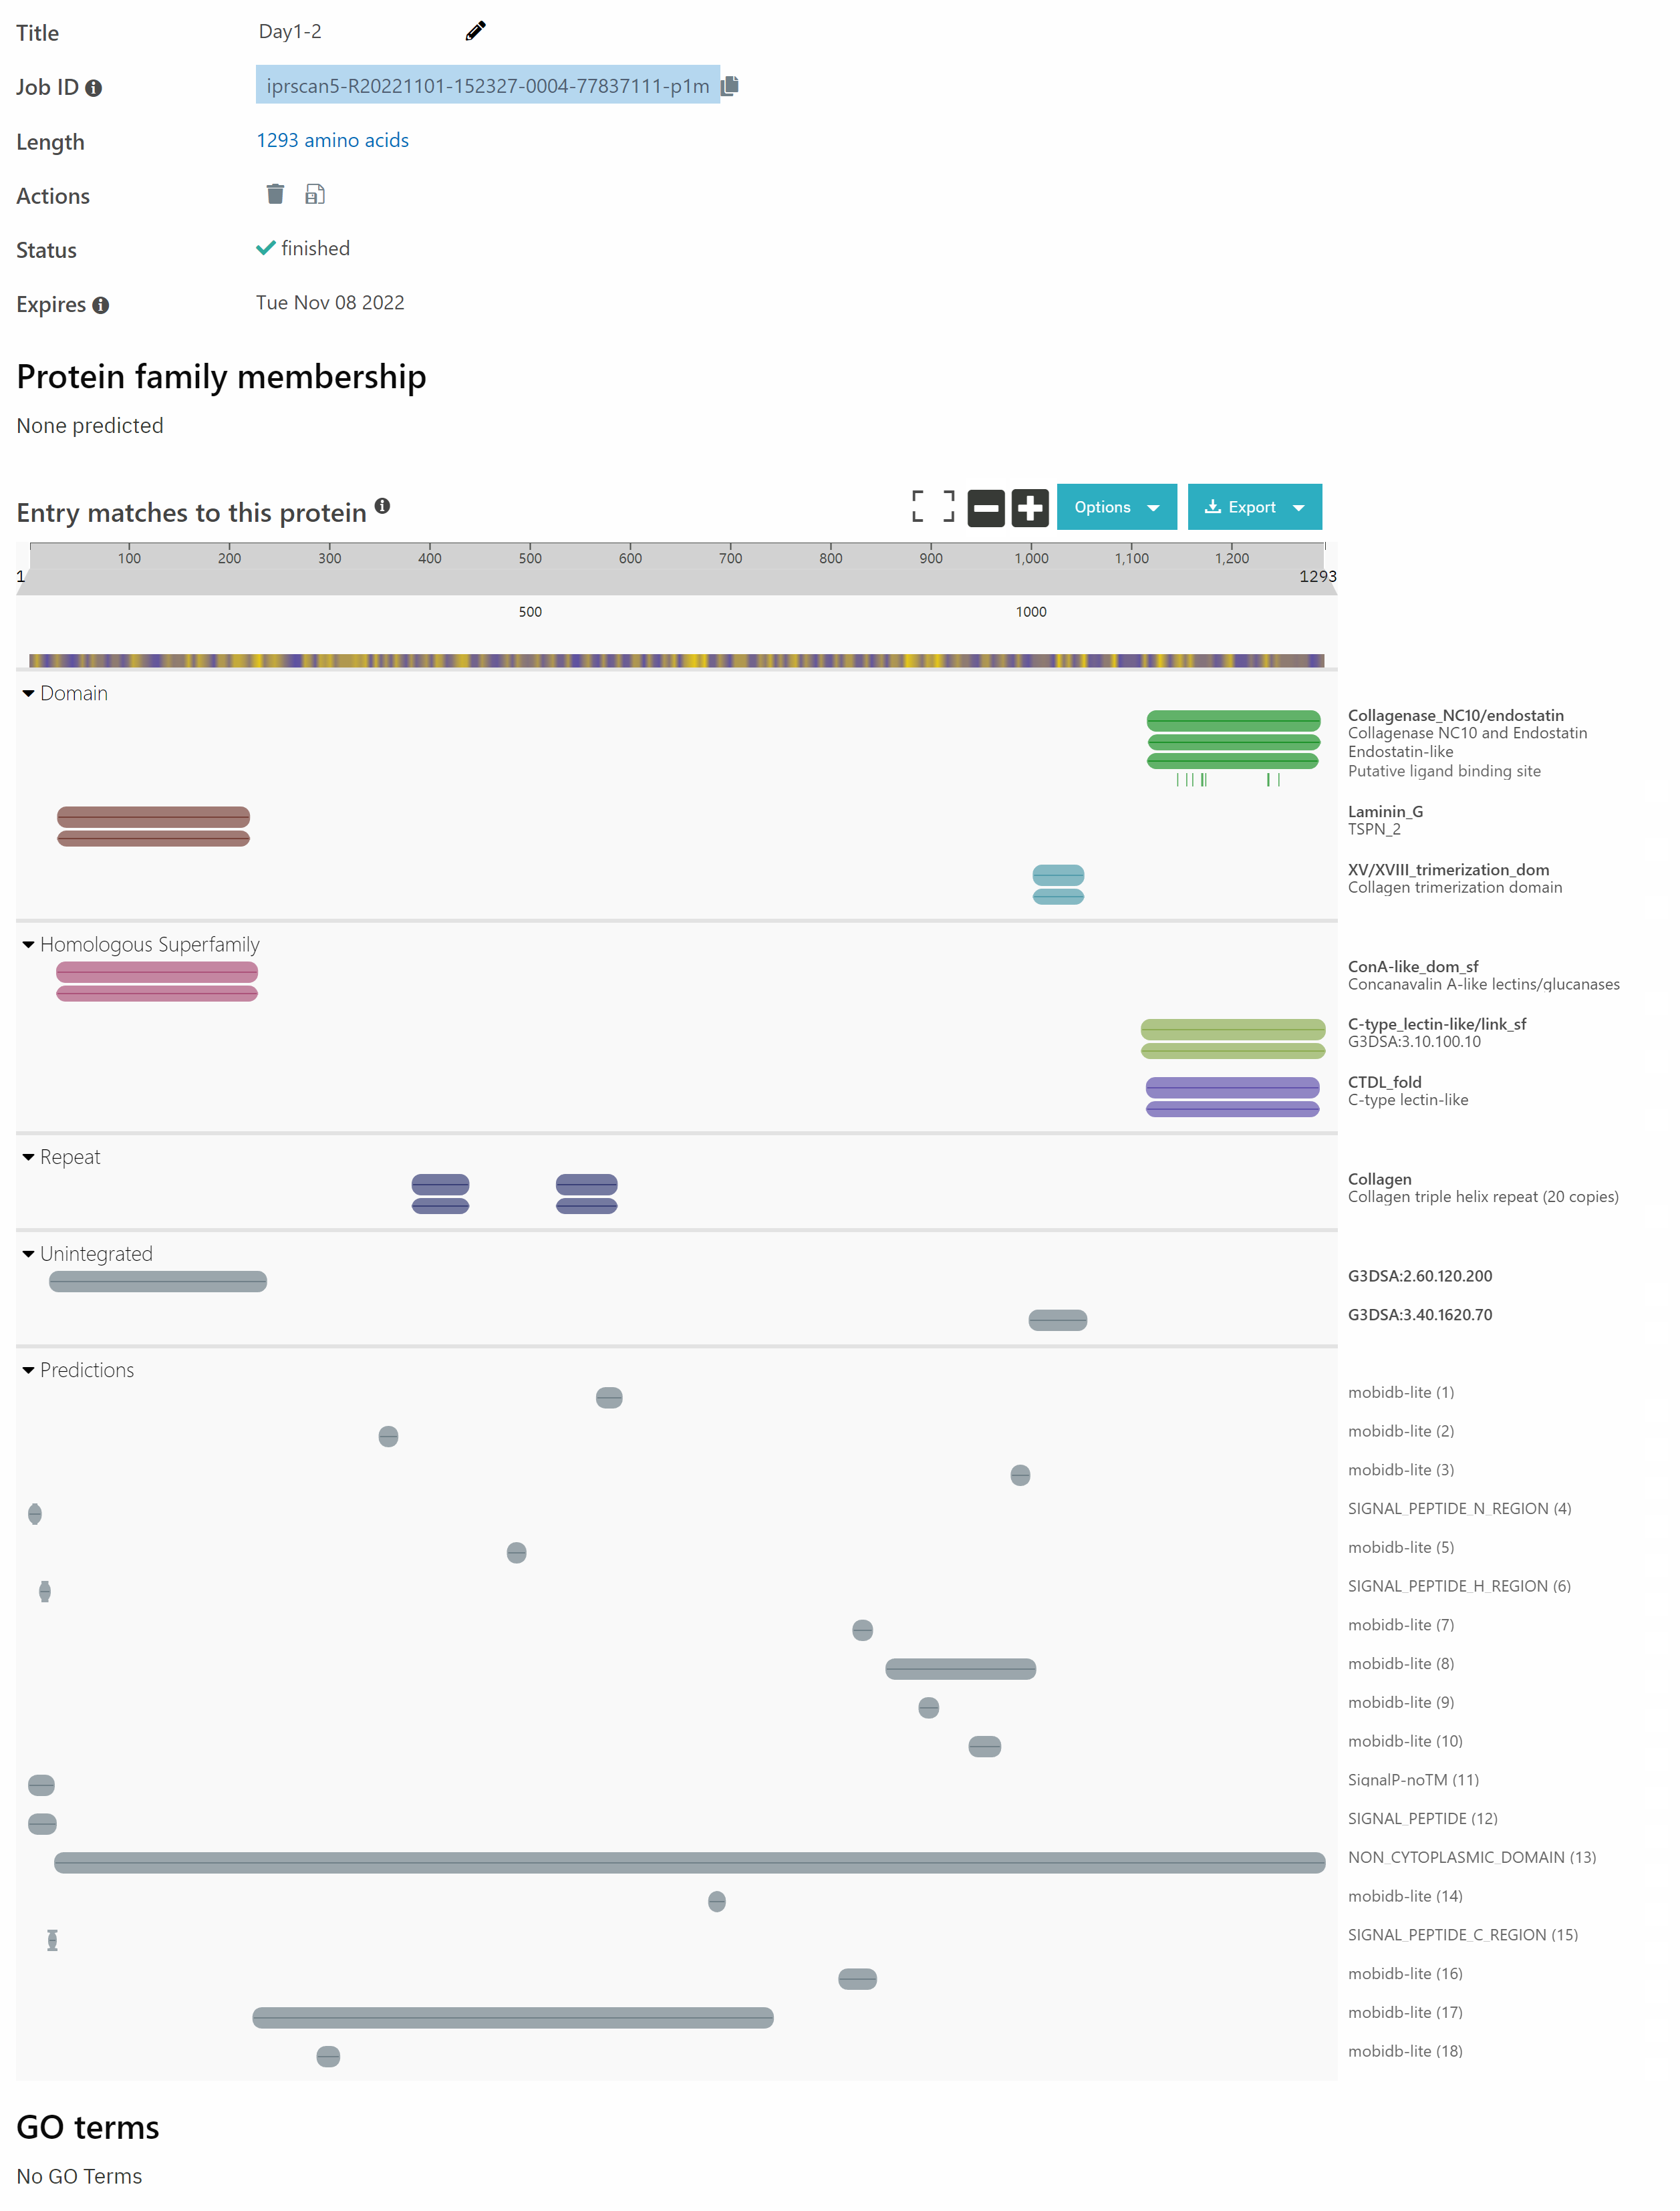 Title Day1-2
Job ID iprscan5-R20221101-152327-0004-77837111-p1m
Length 1293 amino acids
Actions
Status finished
Expires Tue Nov 08 2022
Protein family membership
None predicted
Entry matches to this protein
Options Export
100 200 300 400 500 600 700 800 900 1,000 1,100 1,200
1 1293
500 1000
Domain
Collagenase_NC10/endostatin
Collagenase NC10 and Endostatin
Endostatin-like
Putative ligand binding site
Laminin_G
TSPN_2
XV/XVIII_trimerization_dom
Collagen trimerization domain
Homologous Superfamily
ConA-like_dom_sf
Concanavalin A-like lectins/glucanases
C-type_lectin-like/link_sf
G3DSA:3.10.100.10
CTDL_fold
C-type lectin-like
Repeat
Collagen
Collagen triple helix repeat (20 copies)
Unintegrated
G3DSA:2.60.120.200
G3DSA:3.40.1620.70
Predictions
mobidb-lite (1)
mobidb-lite (2)
mobidb-lite (3)
SIGNAL_PEPTIDE_N_REGION (4)
mobidb-lite (5)
SIGNAL_PEPTIDE_H_REGION (6)
mobidb-lite (7)
mobidb-lite (8)
mobidb-lite (9)
mobidb-lite (10)
SignalP-noTM (11)
SIGNAL_PEPTIDE (12)
NON_CYTOPLASMIC_DOMAIN (13)
mobidb-lite (14)
SIGNAL_PEPTIDE_C_REGION (15)
mobidb-lite (16)
mobidb-lite (17)
mobidb-lite (18)
GO terms
No GO Terms